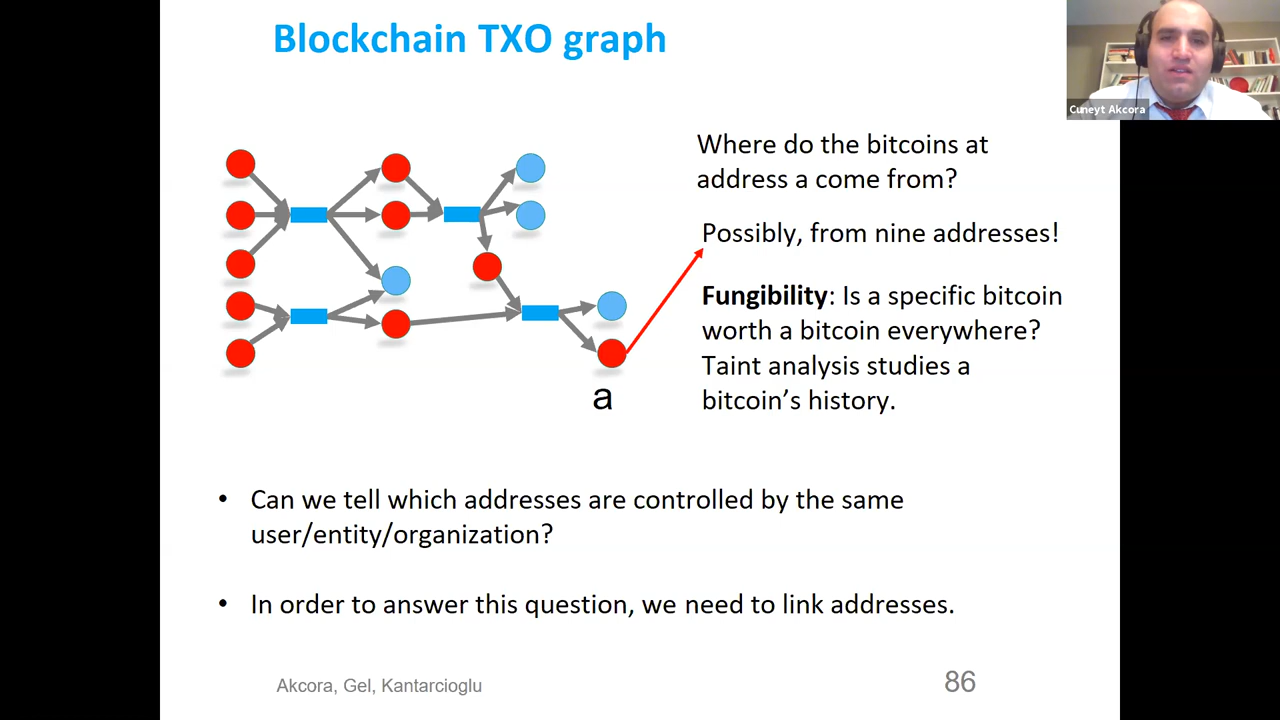 Blockchain TXO graph
Cuneyt Akcora
Where do the bitcoins at
address a come from?
Possibly, from nine addresses!
Fungibility: Is a specific bitcoin
worth a bitcoin everywhere?
Taint analysis studies a
bitcoin’s history.
a
• Can we tell which addresses are controlled by the same
user/entity/organization?
• In order to answer this question, we need to link addresses.
Akcora, Gel, Kantarcioglu
86